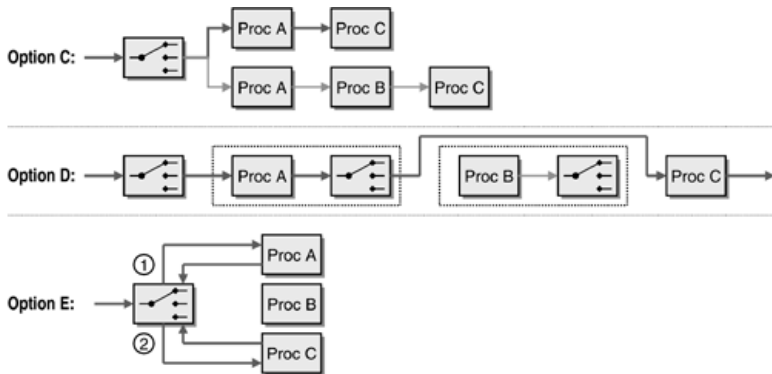 Option C:
Proc A
Proc C
Proc A
Proc B
Proc C
Option D:
Proc A
Proc B
Proc C
Option E:
1
Proc A
Proc B
2
Proc C